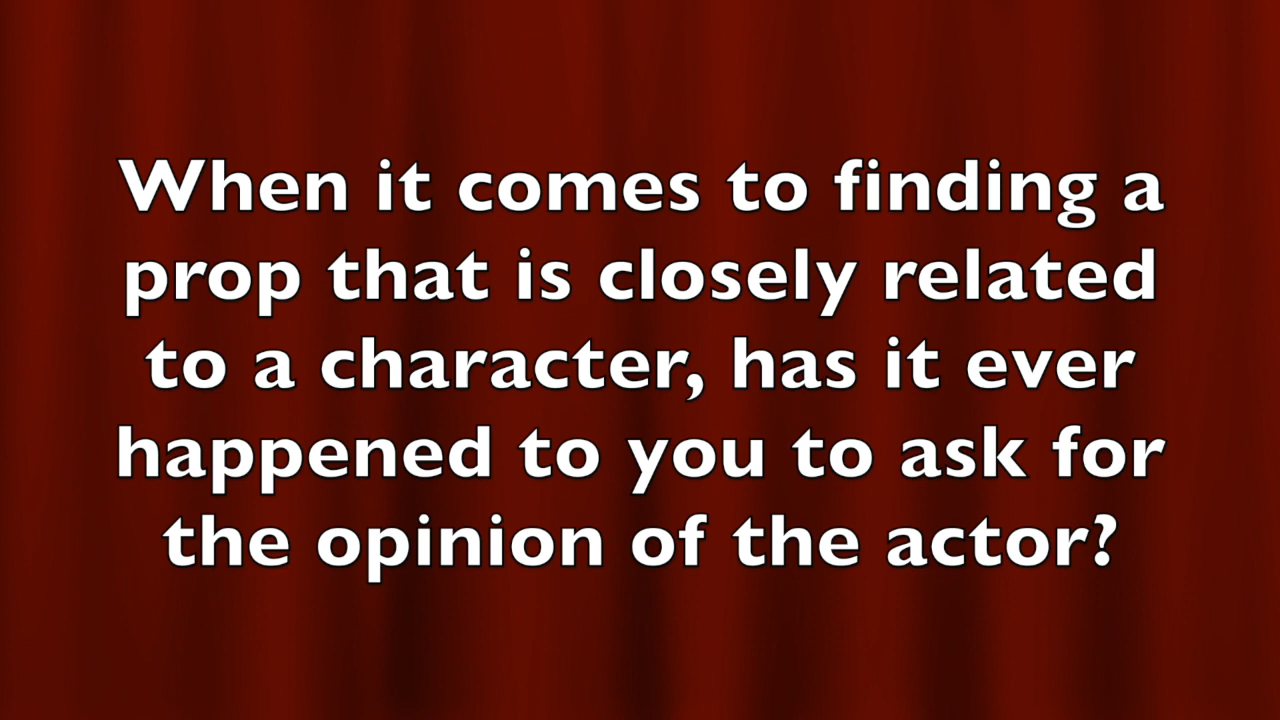 When it comes to finding a
prop that is closely related
to a character, has it ever
happened to you to ask for
the opinion of the actor?